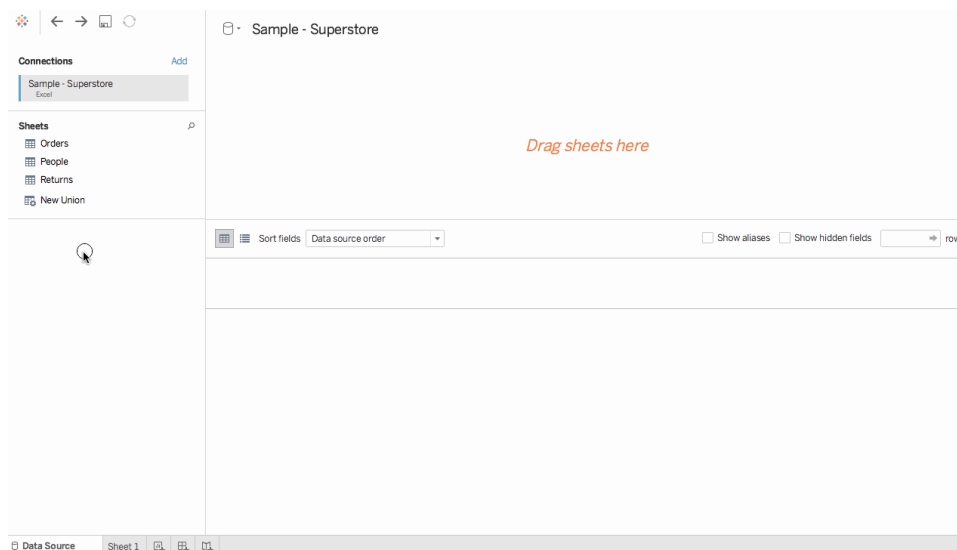 Sample - Superstore
Connections Add
Sample - Superstore
Excel
Sheets
Orders
People
Returns
New Union
Drag sheets here
Sort fields Data source order Show aliases Show hidden fields
Data Source Sheet 1